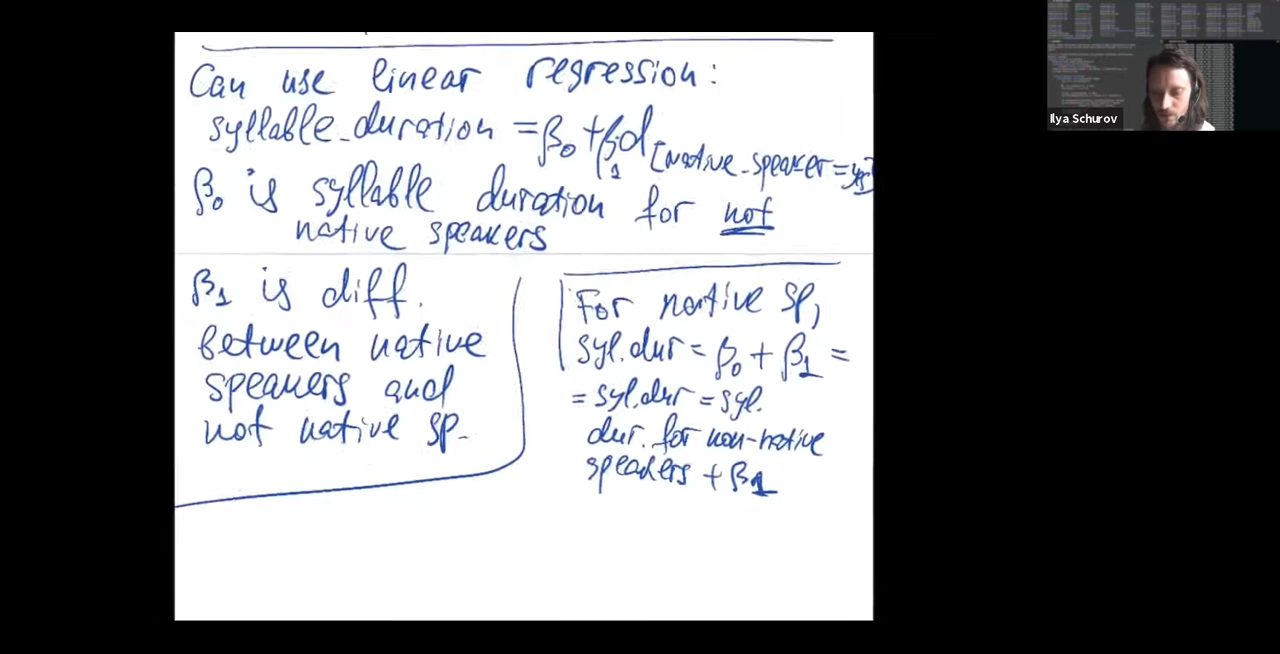 Can use linear regression:
syllable_duration = β₀ + β₁d[native_speaker = yes]
β₀ is syllable duration for not
native speakers
β₁ is diff.
between native
speakers and
not native sp.
For native sp,
syl.dur = β₀ + β₁ =
= syl.dur = syl.
dur. for non-native
speakers + β₁
Ilya Schurov